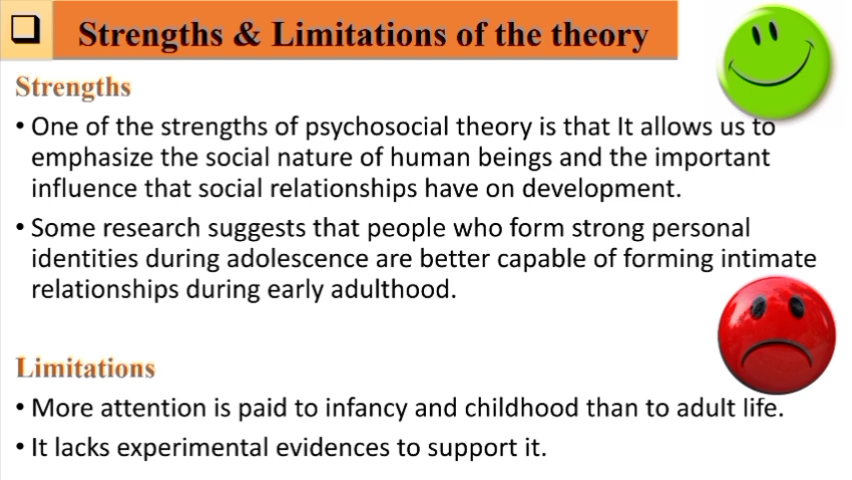 Strengths & Limitations of the theory
Strengths
• One of the strengths of psychosocial theory is that It allows us to
emphasize the social nature of human beings and the important
influence that social relationships have on development.
• Some research suggests that people who form strong personal
identities during adolescence are better capable of forming intimate
relationships during early adulthood.
Limitations
• More attention is paid to infancy and childhood than to adult life.
• It lacks experimental evidences to support it.